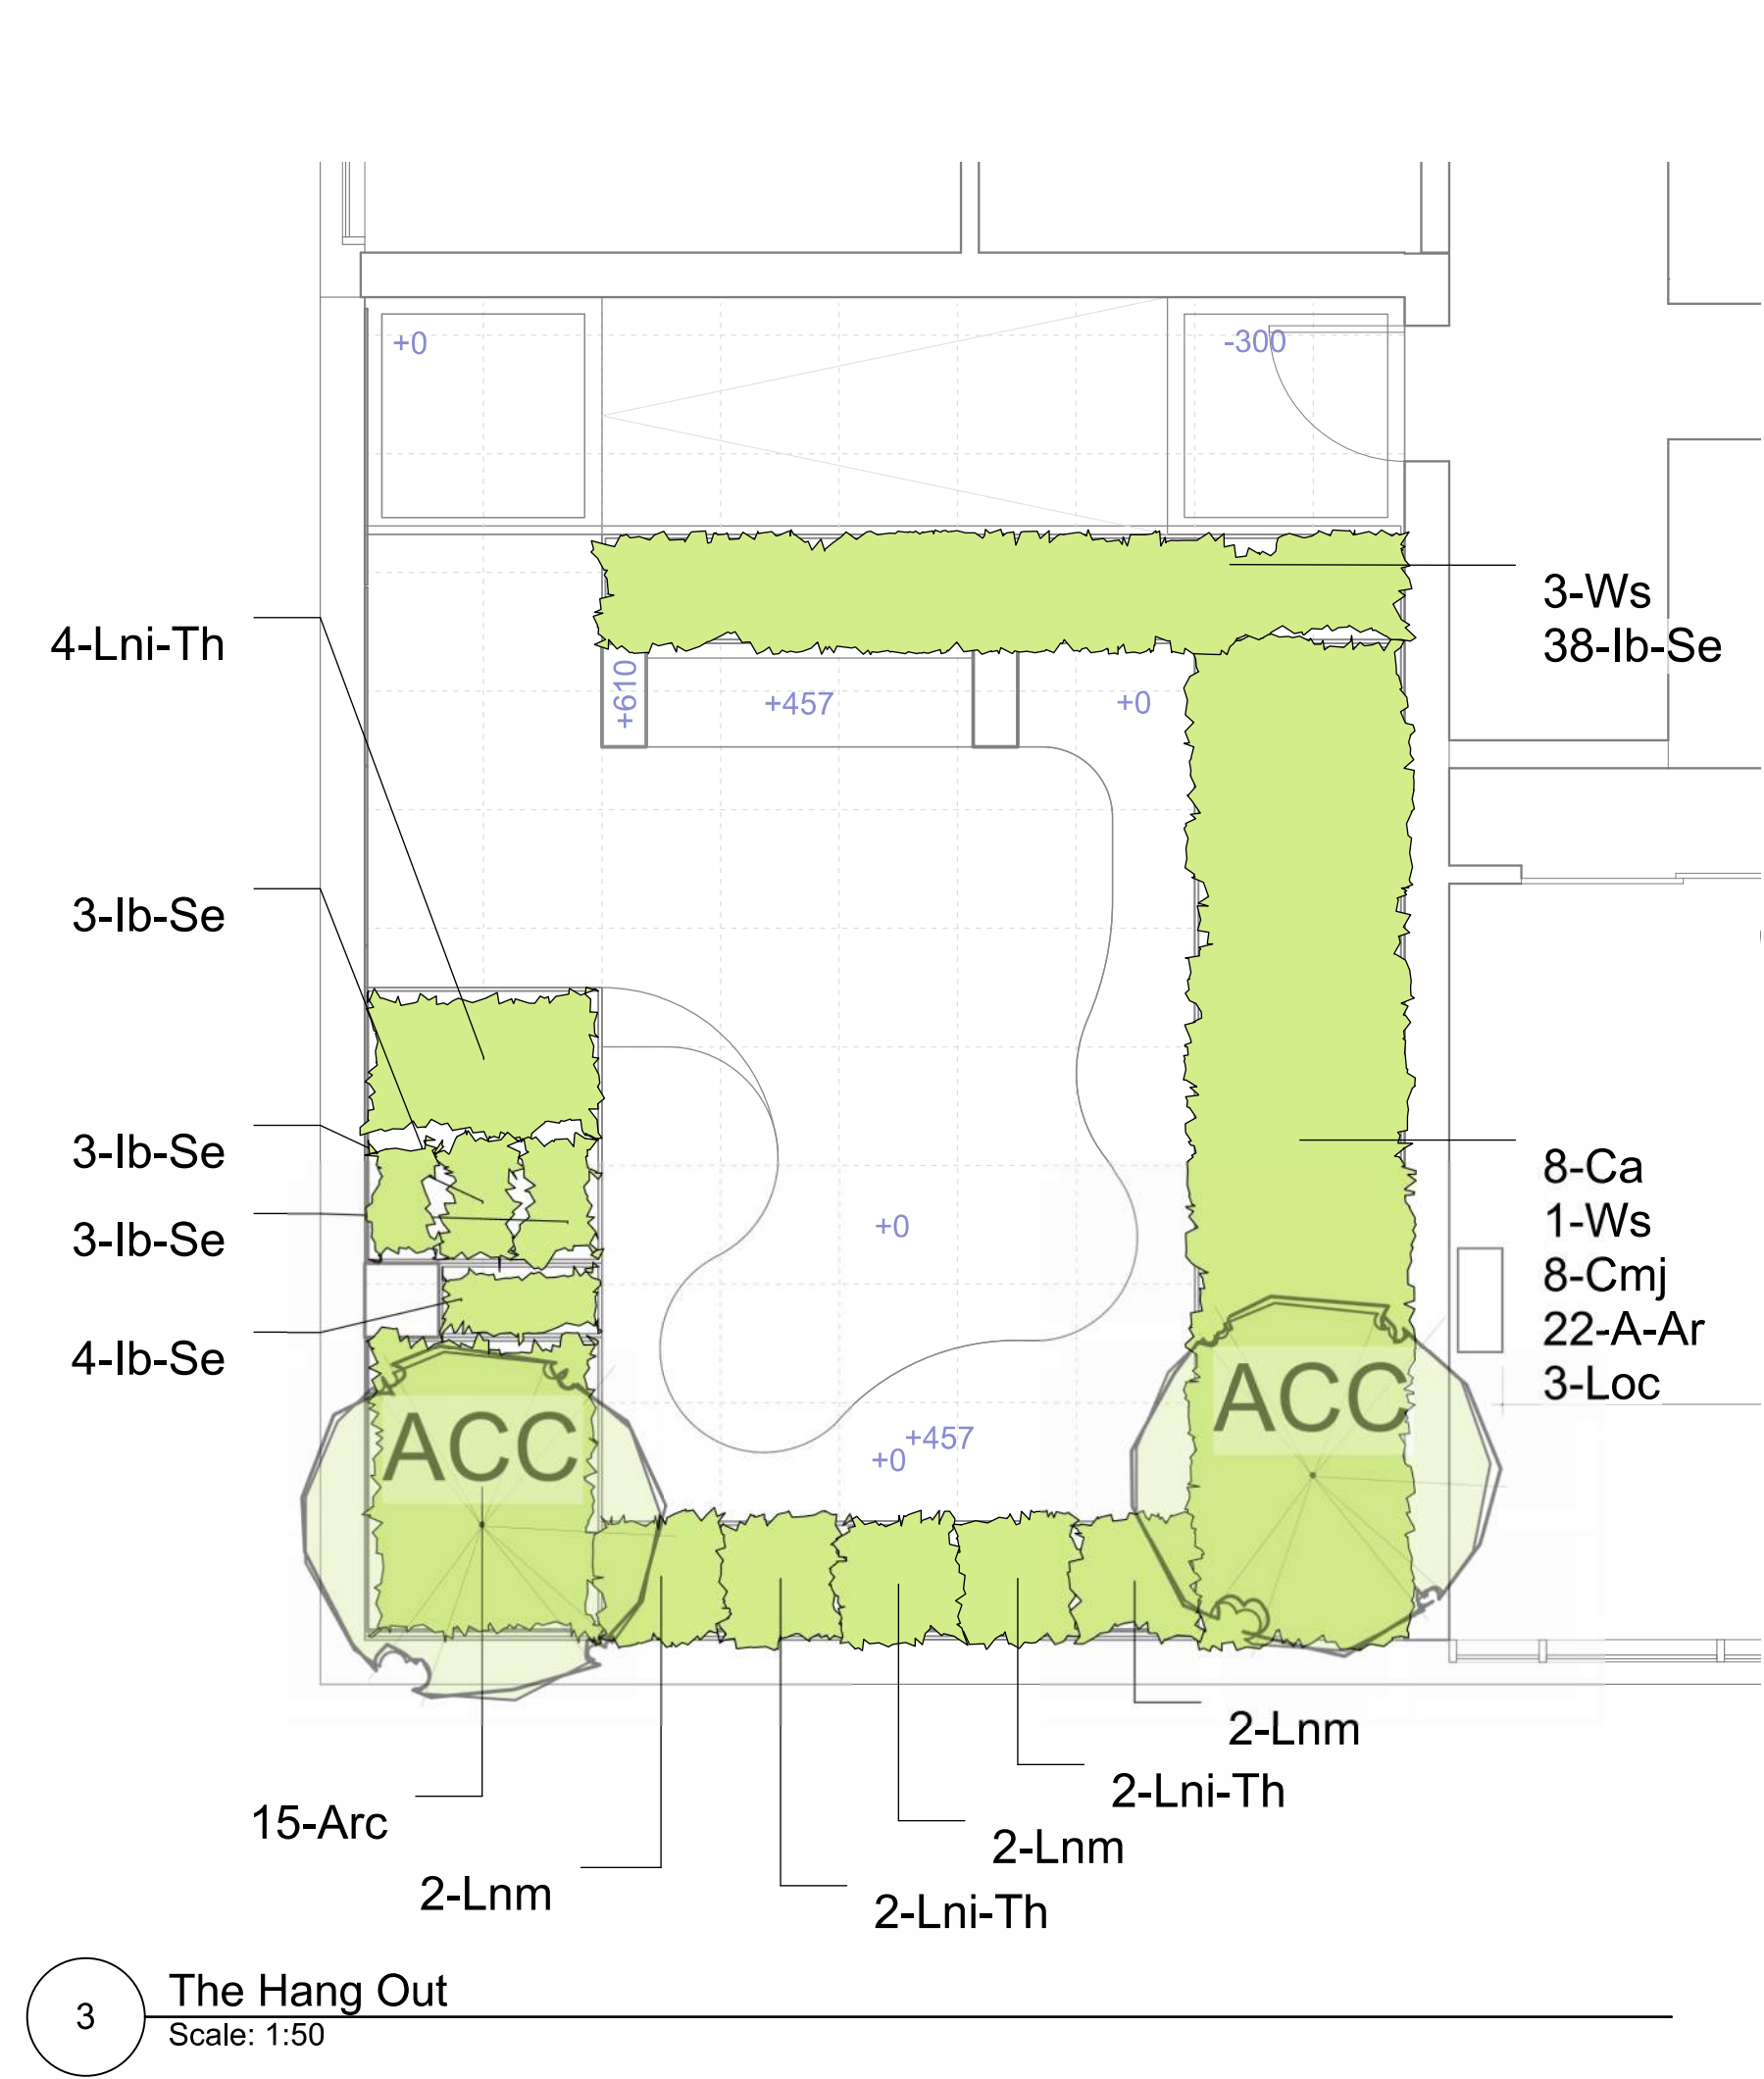 +0
-300
3-Ws
38-Ib-Se
4-Lni-Th
+610
+457
+0
3-Ib-Se
3-Ib-Se
3-Ib-Se
4-Ib-Se
+0
8-Ca
1-Ws
8-Cmj
22-A-Ar
3-Loc
ACC
ACC
+457
+0
2-Lnm
2-Lni-Th
15-Arc
2-Lnm
2-Lnm
2-Lni-Th
3
The Hang Out
Scale: 1:50